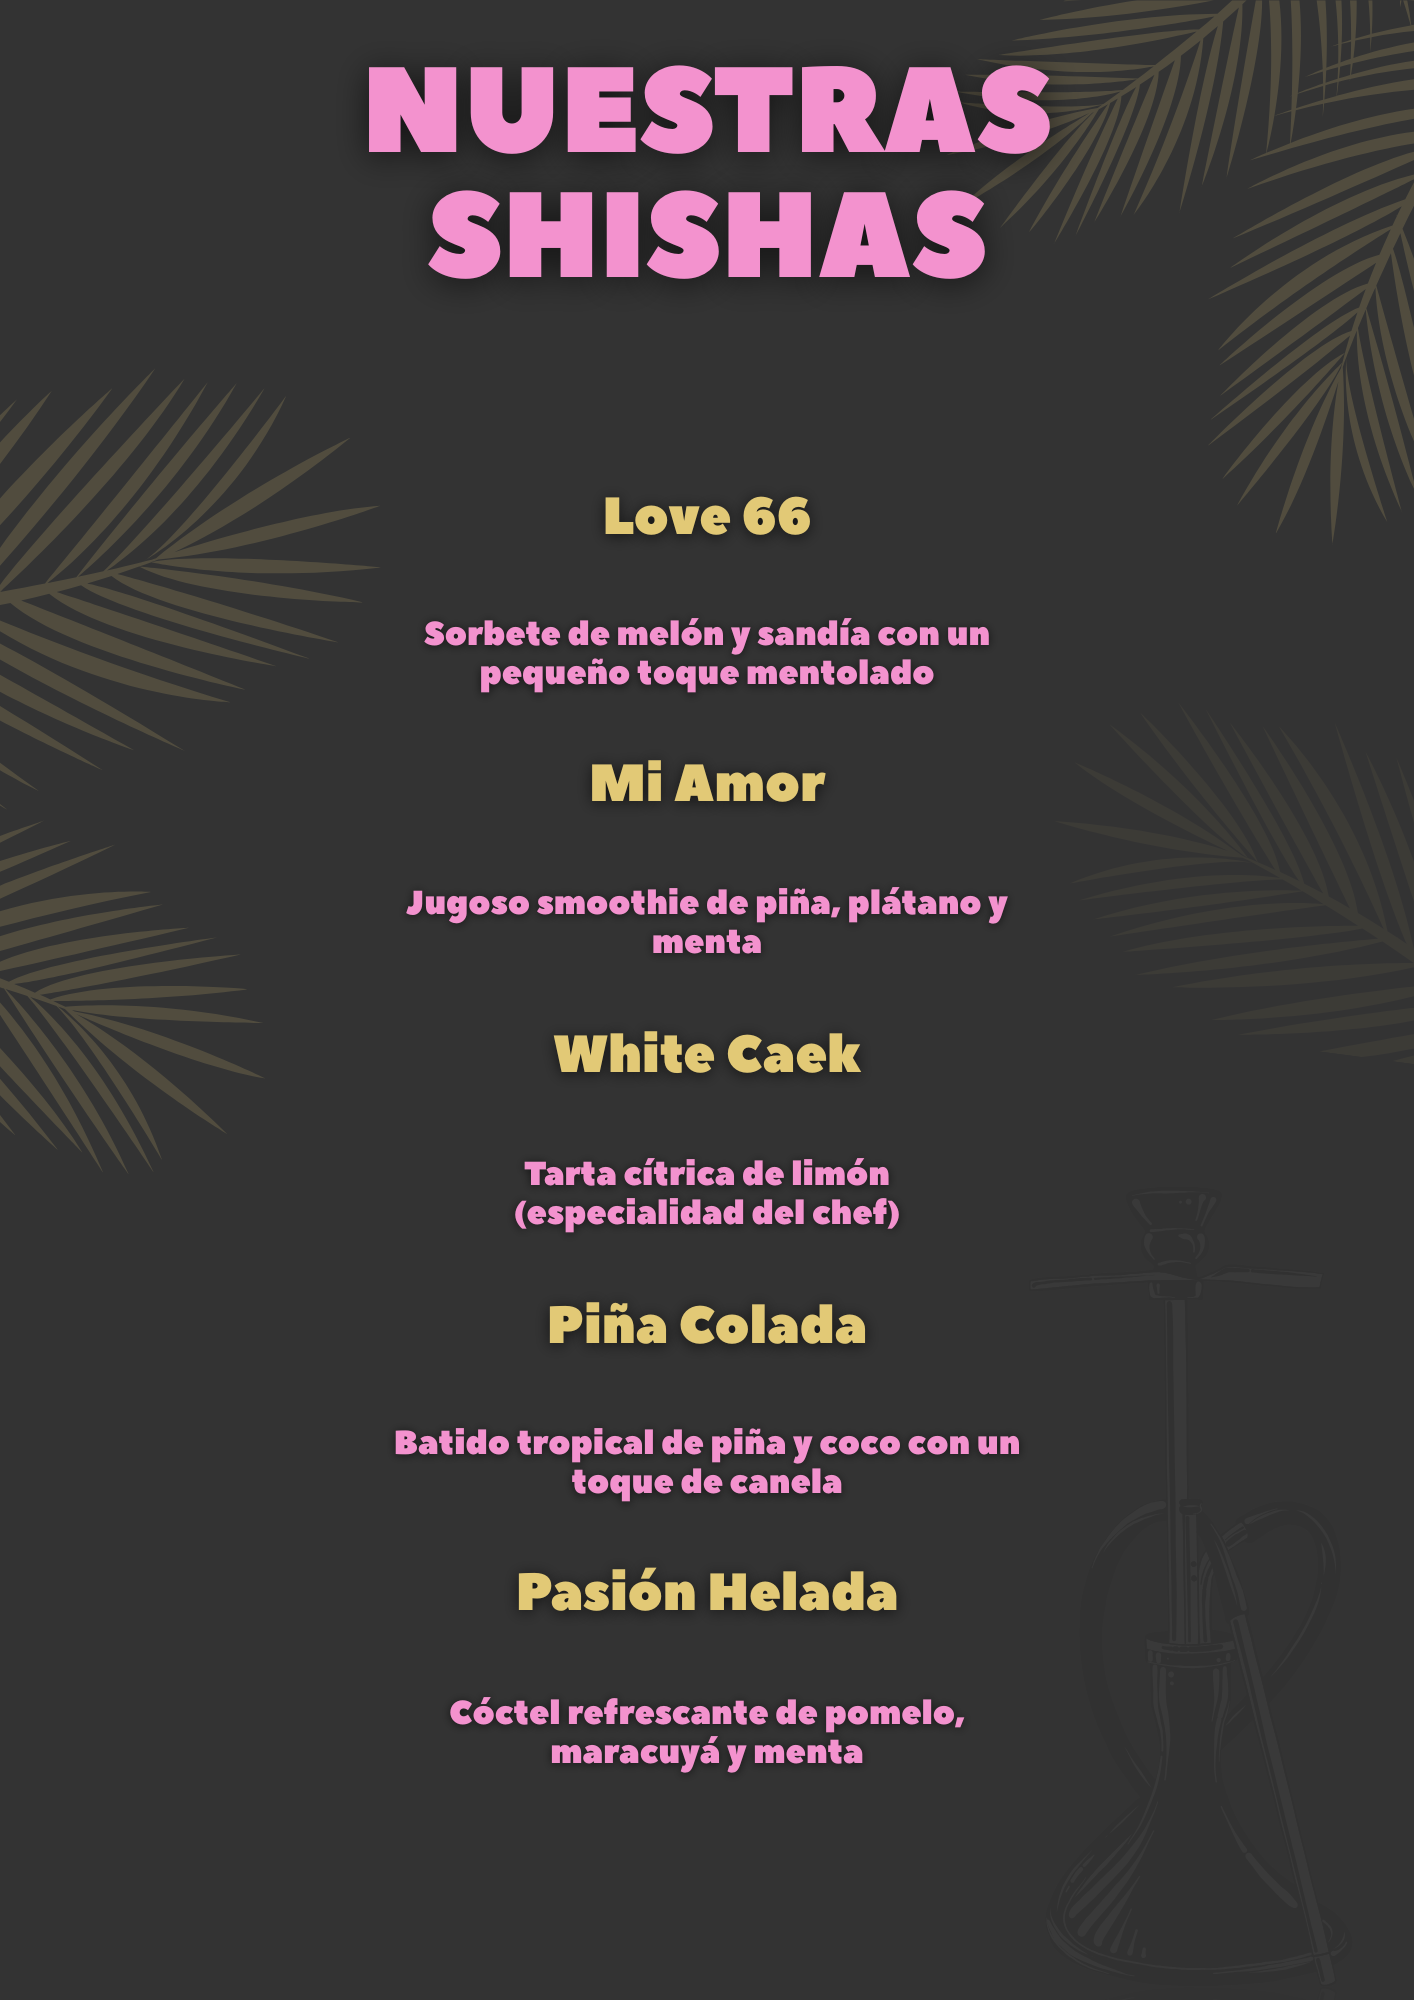 NUESTRAS
SHISHAS
Love 66
Sorbete de melón y sandía con un
pequeño toque mentolado
Mi Amor
Jugoso smoothie de piña, plátano y
menta
White Caek
Tarta cítrica de limón
(especialidad del chef)
Piña Colada
Batido tropical de piña y coco con un
toque de canela
Pasión Helada
Cóctel refrescante de pomelo,
maracuyá y menta